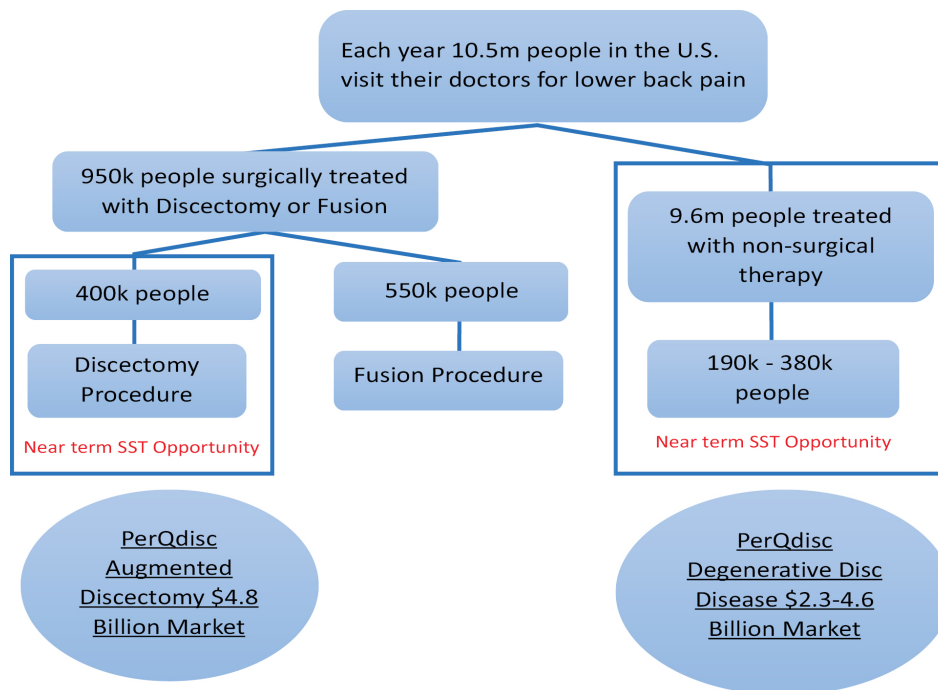 Each year 10.5m people in the U.S.
visit their doctors for lower back pain
950k people surgically treated
with Discectomy or Fusion
9.6m people treated
with non-surgical
therapy
400k people
550k people
Discectomy
Procedure
Fusion Procedure
190k - 380k
people
Near term SST Opportunity
Near term SST Opportunity
PerQdisc
Augmented
Discectomy $4.8
Billion Market
PerQdisc
Degenerative Disc
Disease $2.3-4.6
Billion Market